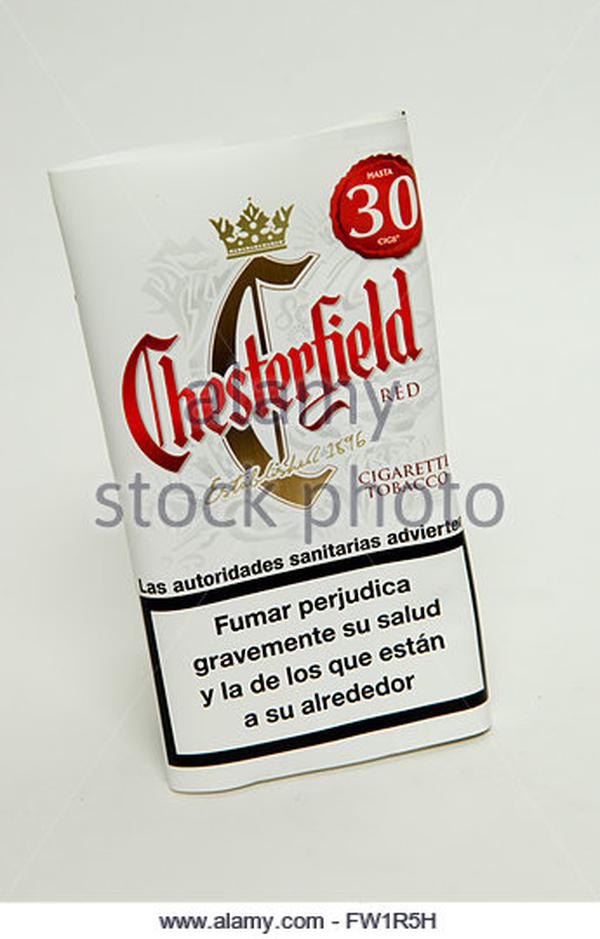 HASTA
30
CIGS*
Chesterfield
RED
Established 1896
CIGARETTE
TOBACCO
alamy
stock photo
Las autoridades sanitarias advierten
Fumar perjudica
gravemente su salud
y la de los que están
a su alrededor
www.alamy.com - FW1R5H